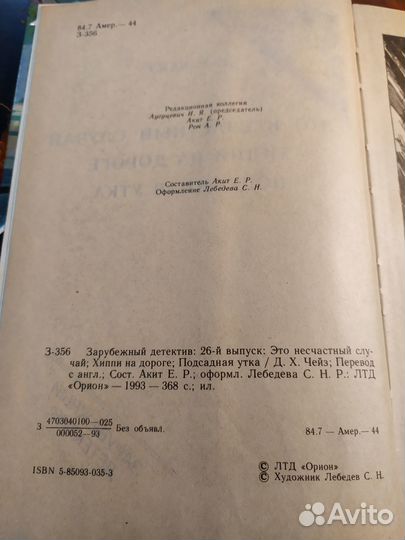 84.7 Амер.— 44
З-356
Редакционная коллегия
Акит Е. Р.
Рек А. Р.
Составитель Акит Е. Р.
Оформление Лебедева С. Н.
З-356 Зарубежный детектив: 26-й выпуск: Это несчастный слу-
чай; Хиппи на дороге; Подсадная утка / Д. Х. Чейз; Перевод
с англ.; Сост. Акит Е. Р.; оформл. Лебедева С. Н Р.: ЛТД
«Орион» — 1993 — 368 с.; ил.
З 4703040100—025
000052—93 Без объявл.
84.7 — Амер.— 44
ISBN 5-85093-035-3
© ЛТД «Орион»
© Художник Лебедев С. Н.
Avito